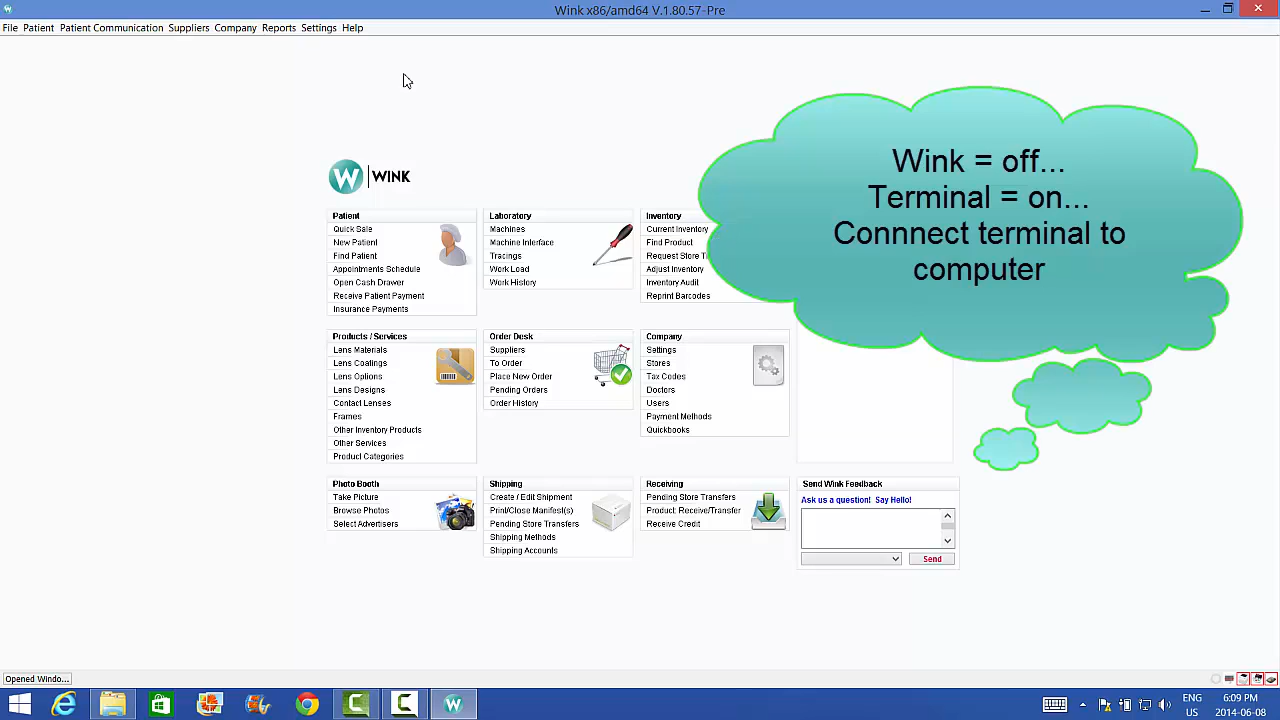 Wink x86/amd64 V.1.80.57-Pre
File Patient Patient Communication Suppliers Company Reports Settings Help
Wink = off...
Terminal = on...
Connnect terminal to
computer
W WINK
Patient
Quick Sale
New Patient
Find Patient
Appointments Schedule
Open Cash Drawer
Receive Patient Payment
Insurance Payments
Laboratory
Machines
Machine Interface
Tracings
Work Load
Work History
Inventory
Current Inventory
Find Product
Request Store
Adjust Inventory
Inventory Audit
Reprint Barcodes
Products / Services
Lens Materials
Lens Coatings
Lens Options
Lens Designs
Contact Lenses
Frames
Other Inventory Products
Other Services
Product Categories
Order Desk
Suppliers
To Order
Place New Order
Pending Orders
Order History
Company
Settings
Stores
Tax Codes
Doctors
Users
Payment Methods
Quickbooks
Photo Booth
Take Picture
Browse Photos
Select Advertisers
Shipping
Create / Edit Shipment
Print/Close Manifest(s)
Pending Store Transfers
Shipping Methods
Shipping Accounts
Receiving
Pending Store Transfers
Product: Receive/Transfer
Receive Credit
Send Wink Feedback
Ask us a question! Say Hello!
Send
Opened Windo...
ENG 6:09 PM
US 2014-06-08